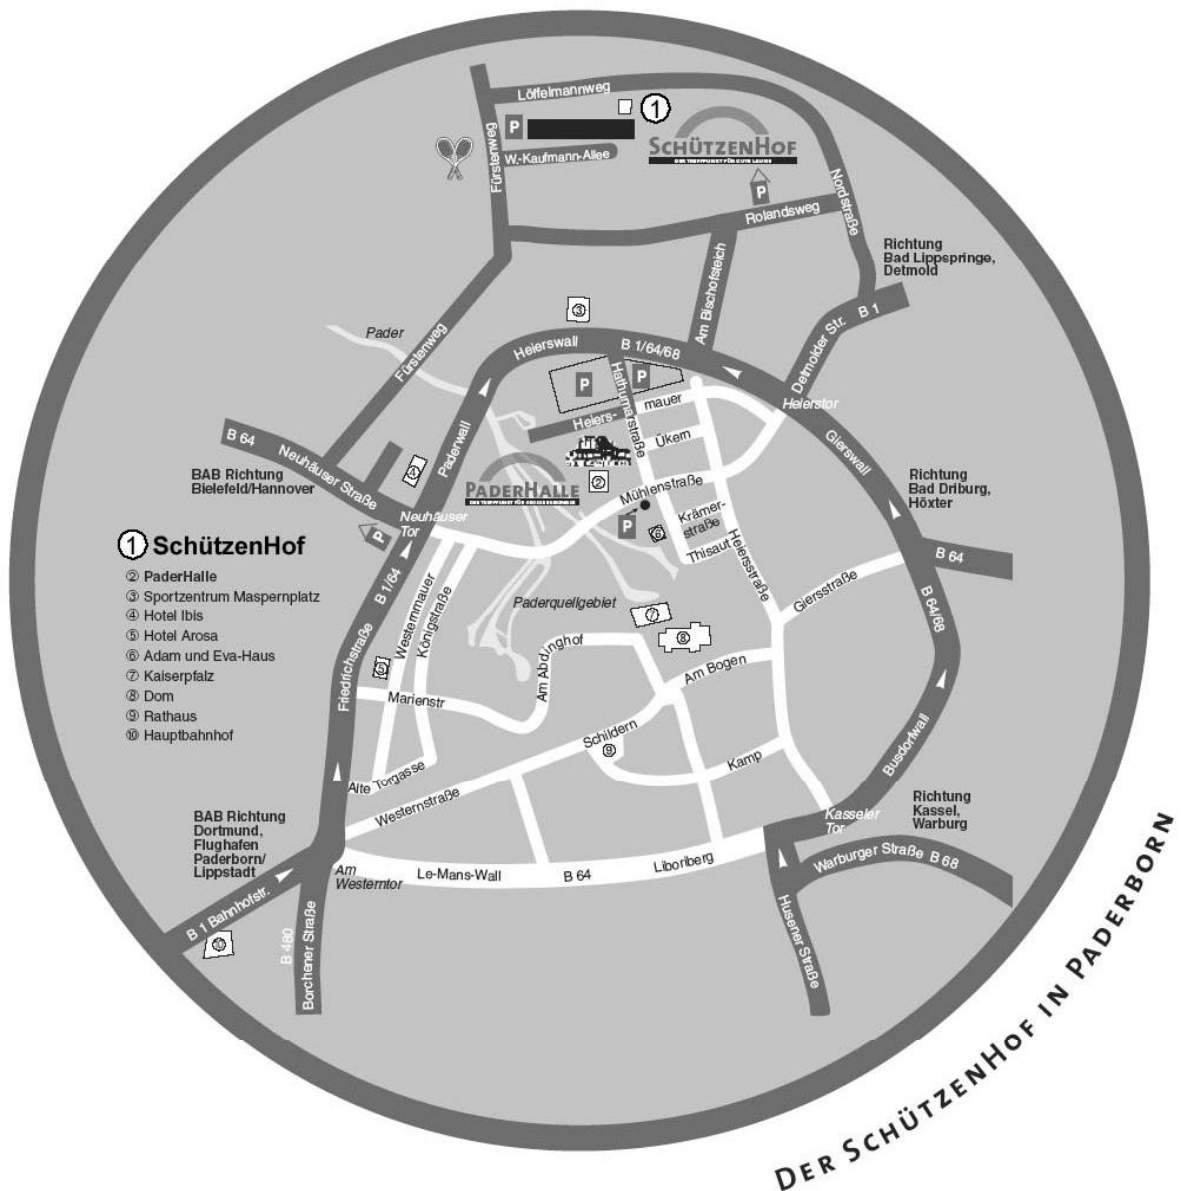 Löffelmannweg
①
P
SCHÜTZENHOF
DER TREFFPUNKT FÜR GUTE LAUNE
W.-Kaufmann-Allee
Fürstenweg
P
Rolandsweg
Nordstraße
Richtung
Bad Lippspringe,
Detmold
Am Bischofsteich
Detmolder Str. B 1
③
Pader
Fürstenweg
Heierswall
B 1/64/68
P
P
Hathumarstraße
Heiers-
mauer
Heierstor
Ükern
Gierswall
Paderwall
B 64
Neuhäuser Straße
BAB Richtung
Bielefeld/Hannover
④
PADERHALLE
②
Mühlenstraße
Richtung
Bad Driburg,
Höxter
Neuhäuser
Tor
P
P
⑥
Krämer-
straße
Thisaut
Heiersstraße
B 64
① SchützenHof
② PaderHalle
③ Sportzentrum Maspernplatz
④ Hotel Ibis
⑤ Hotel Arosa
⑥ Adam und Eva-Haus
⑦ Kaiserpfalz
⑧ Dom
⑨ Rathaus
⑩ Hauptbahnhof
B 1/64
Westernmauer
Königstraße
Paderquellgebiet
⑦
⑧
Giersstraße
B 64/68
Friedrichstraße
⑤
Marienstr
Am Abdinghof
Am Bogen
Schildern
⑨
Kamp
Busdorfwall
Alte Torgasse
Westernstraße
BAB Richtung
Dortmund,
Flughafen
Paderborn/
Lippstadt
Kasseler
Tor
Richtung
Kassel,
Warburg
Am
Westerntor
Le-Mans-Wall
B 64
Liboriberg
Warburger Straße B 68
B 1 Bahnhofstr.
⑩
B 480
Borchener Straße
Husener Straße
DER SCHÜTZENHOF IN PADERBORN